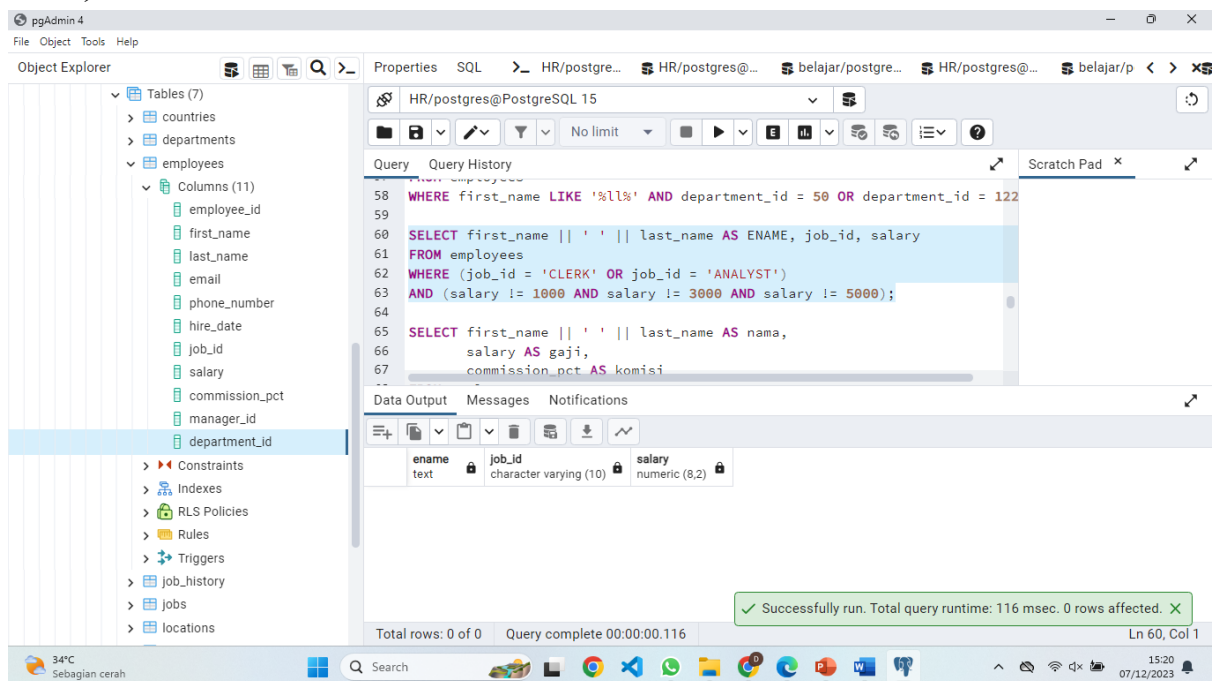 pgAdmin 4
File Object Tools Help
Object Explorer
Properties SQL HR/postgre... HR/postgres@... belajar/postgre... HR/postgres@... belajar/p
Tables (7)
countries
departments
employees
Columns (11)
employee_id
first_name
last_name
email
phone_number
hire_date
job_id
salary
commission_pct
manager_id
department_id
Constraints
Indexes
RLS Policies
Rules
Triggers
job_history
jobs
locations
HR/postgres@PostgreSQL 15
No limit
Query Query History
Scratch Pad
58 WHERE first_name LIKE '%ll%' AND department_id = 50 OR department_id = 122
59
60 SELECT first_name || ' ' || last_name AS ENAME, job_id, salary
61 FROM employees
62 WHERE (job_id = 'CLERK' OR job_id = 'ANALYST')
63 AND (salary != 1000 AND salary != 3000 AND salary != 5000);
64
65 SELECT first_name || ' ' || last_name AS nama,
66 salary AS gaji,
67 commission_pct AS komisi
Data Output Messages Notifications
ename job_id salary
text character varying (10) numeric (8,2)
Successfully run. Total query runtime: 116 msec. 0 rows affected.
Total rows: 0 of 0 Query complete 00:00:00.116 Ln 60, Col 1
34°C
Sebagian cerah
Search
15:20
07/12/2023